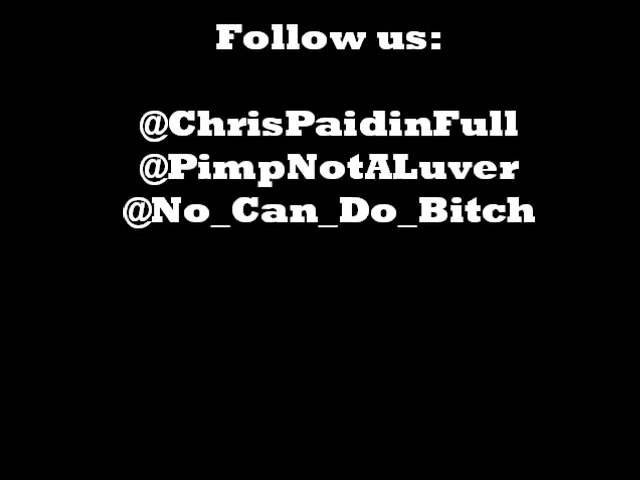 Follow us:
@ChrisPaidinFull
@PimpNotALuver
@No_Can_Do_Bitch